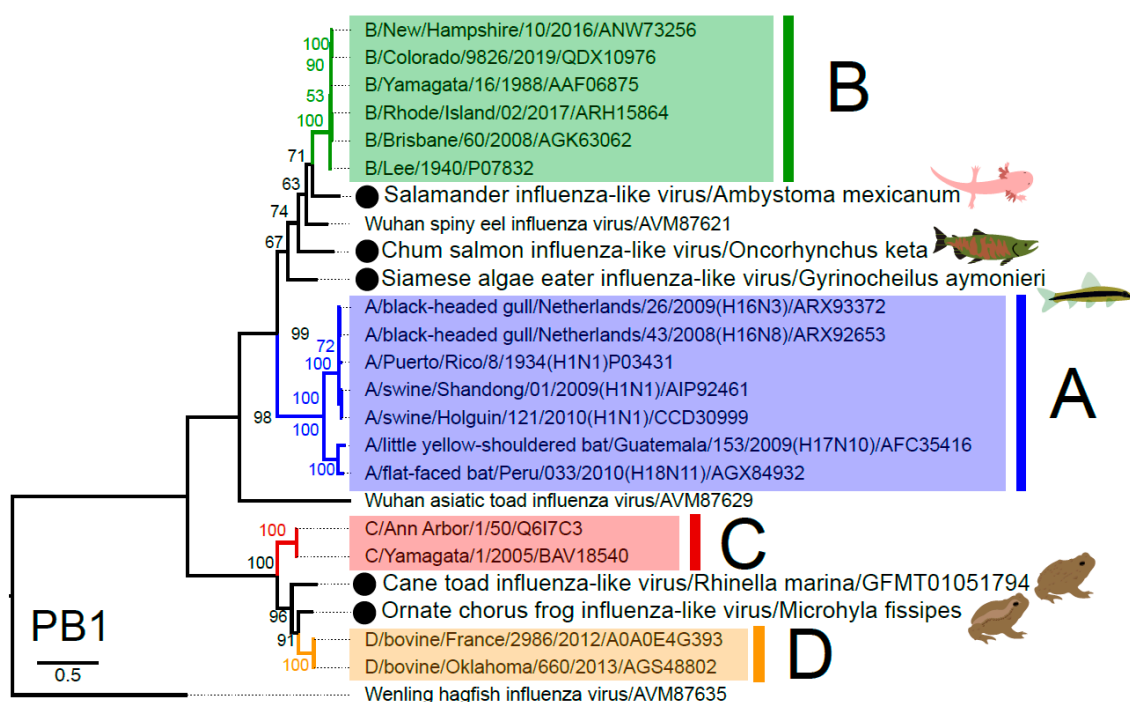 B/New/Hampshire/10/2016/ANW73256
100
B/Colorado/9826/2019/QDX10976
90
B/Yamagata/16/1988/AAF06875
B
53
B/Rhode/Island/02/2017/ARH15864
100
B/Brisbane/60/2008/AGK63062
71
B/Lee/1940/P07832
63
Salamander influenza-like virus/Ambystoma mexicanum
74
Wuhan spiny eel influenza virus/AVM87621
67
Chum salmon influenza-like virus/Oncorhynchus keta
Siamese algae eater influenza-like virus/Gyrinocheilus aymonieri
A/black-headed gull/Netherlands/26/2009(H16N3)/ARX93372
99
A/black-headed gull/Netherlands/43/2008(H16N8)/ARX92653
72
100
A/Puerto/Rico/8/1934(H1N1)P03431
A/swine/Shandong/01/2009(H1N1)/AIP92461
A
100
98
A/swine/Holguin/121/2010(H1N1)/CCD30999
100
A/little yellow-shouldered bat/Guatemala/153/2009(H17N10)/AFC35416
100
A/flat-faced bat/Peru/033/2010(H18N11)/AGX84932
Wuhan asiatic toad influenza virus/AVM87629
100
C/Ann Arbor/1/50/Q6I7C3
C
100
C/Yamagata/1/2005/BAV18540
Cane toad influenza-like virus/Rhinella marina/GFMT01051794
96
Ornate chorus frog influenza-like virus/Microhyla fissipes
PB1
91
D/bovine/France/2986/2012/A0A0E4G393
D
100
D/bovine/Oklahoma/660/2013/AGS48802
0.5
Wenling hagfish influenza virus/AVM87635